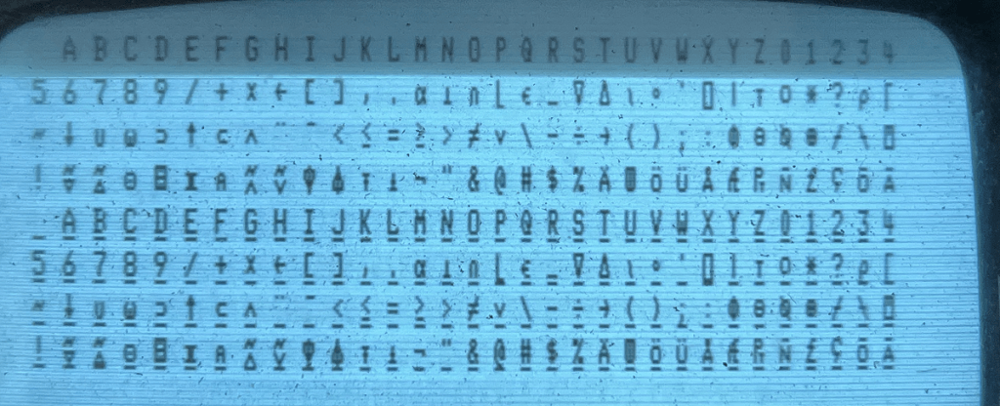 A B C D E F G H I J K L M N O P Q R S T U V W X Y Z 0 1 2 3 4
5 6 7 8 9 / + × ← [ ] , . ⍺ ⊥ ∩ ⌊ ∊ _ ∇ ∆ ⍳ ∘ ' ⎕ | ⊤ ○ * ? ⍴ ⌈
~ ↓ ∪ ⍵ ⊃ ↑ ⊂ ∧ ¨ ¯ < ≤ = ≥ > ≠ ∨ \ - ÷ → ( ) ; : ⌽ ⊖ ⍉ ⍟ ⌿ ⍀ ⍞
! ⌹ ⌶ ⍝ ⍱ ⍒ ⍋ ⊤ ⊥ ¬ " & @ # $ % Ä Ö Ü Å Æ ₧ Ñ £ Ç Õ Ã
_ A B C D E F G H I J K L M N O P Q R S T U V W X Y Z 0 1 2 3 4
5 6 7 8 9 / + × ← [ ] , . ⍺ ⊥ ∩ ⌊ ∊ _ ∇ ∆ ⍳ ∘ ' ⎕ | ⊤ ○ * ? ⍴ ⌈
~ ↓ ∪ ⍵ ⊃ ↑ ⊂ ∧ ¨ ¯ < ≤ = ≥ > ≠ ∨ \ - ÷ → ( ) ; : ⌽ ⊖ ⍉ ⍟ ⌿ ⍀ ⍞
! ⌹ ⌶ ⍝ ⍱ ⍒ ⍋ ⊤ ⊥ ¬ " & @ # $ % Ä Ö Ü Å Æ ₧ Ñ £ Ç Õ Ã